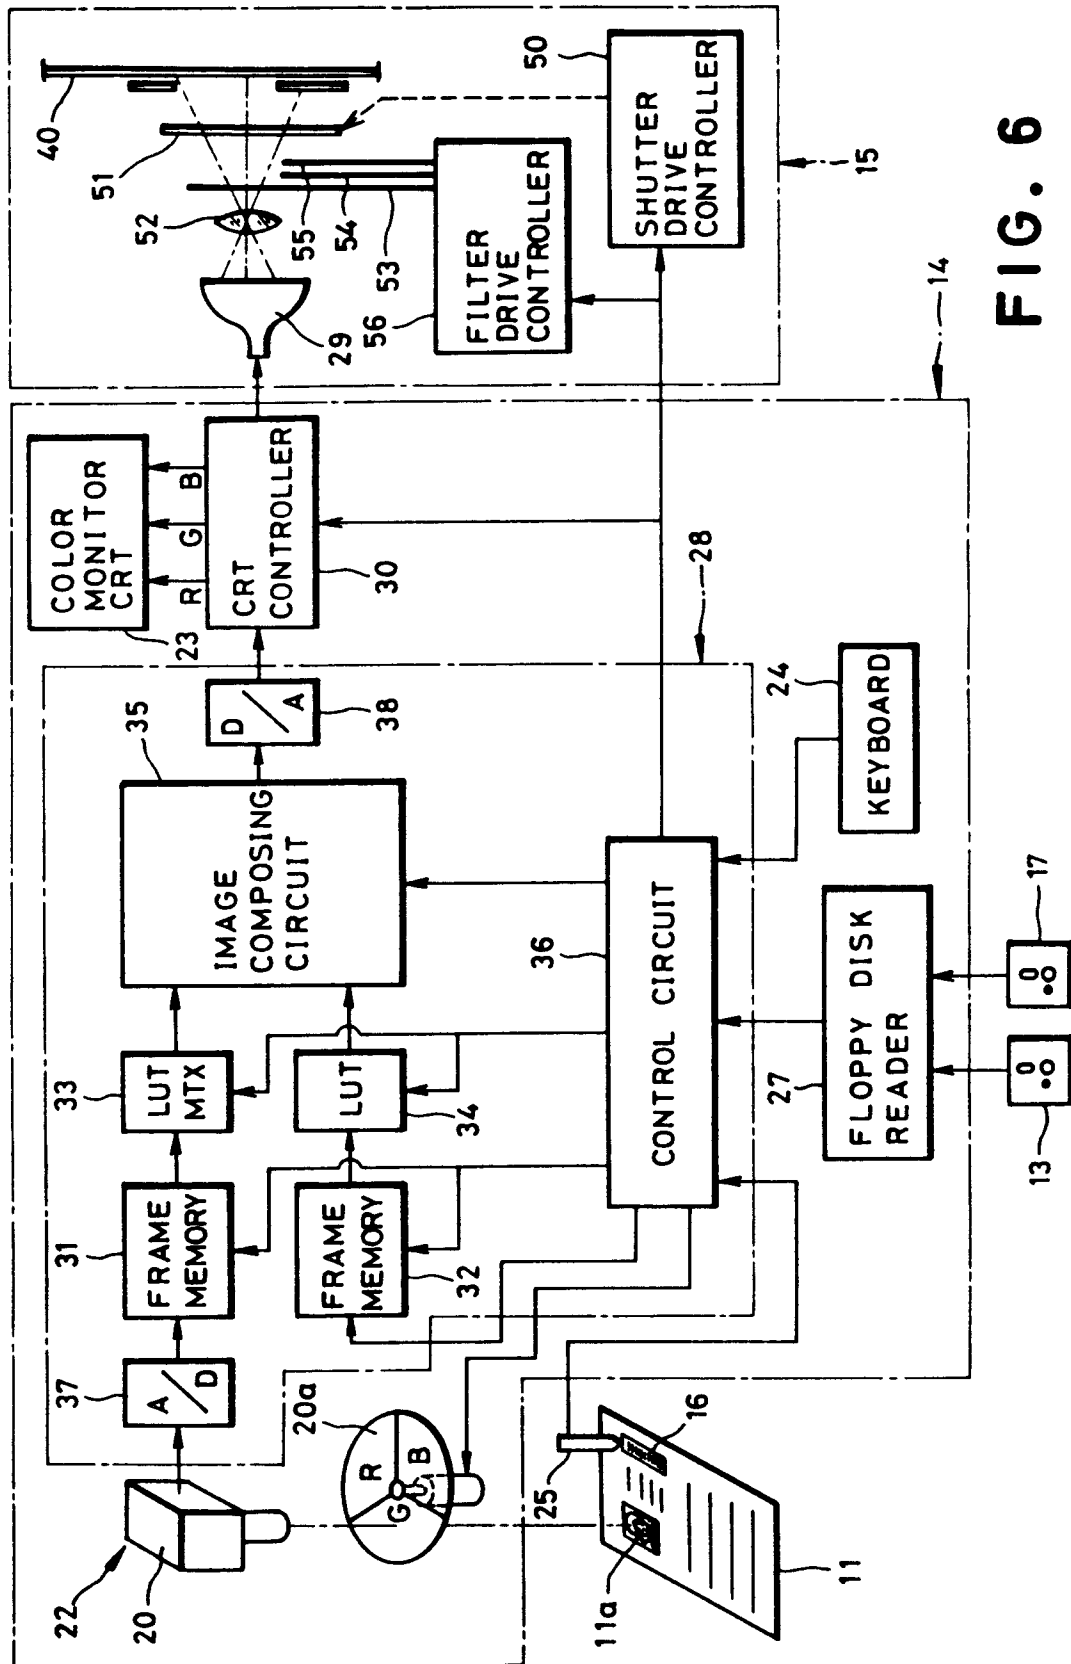 22
20
37
A
D
31
FRAME
MEMORY
33
LUT
MTX
35
IMAGE
COMPOSING
CIRCUIT
D
A
38
COLOR
MONITOR
CRT
23
R
G
B
CRT
CONTROLLER
30
29
52
51
40
53
54
55
56
FILTER
DRIVE
CONTROLLER
50
SHUTTER
DRIVE
CONTROLLER
15
FRAME
MEMORY
32
LUT
34
20a
R
G
B
36
CONTROL CIRCUIT
28
24
KEYBOARD
27
FLOPPY DISK
READER
13
17
14
25
16
11a
11
FIG. 6